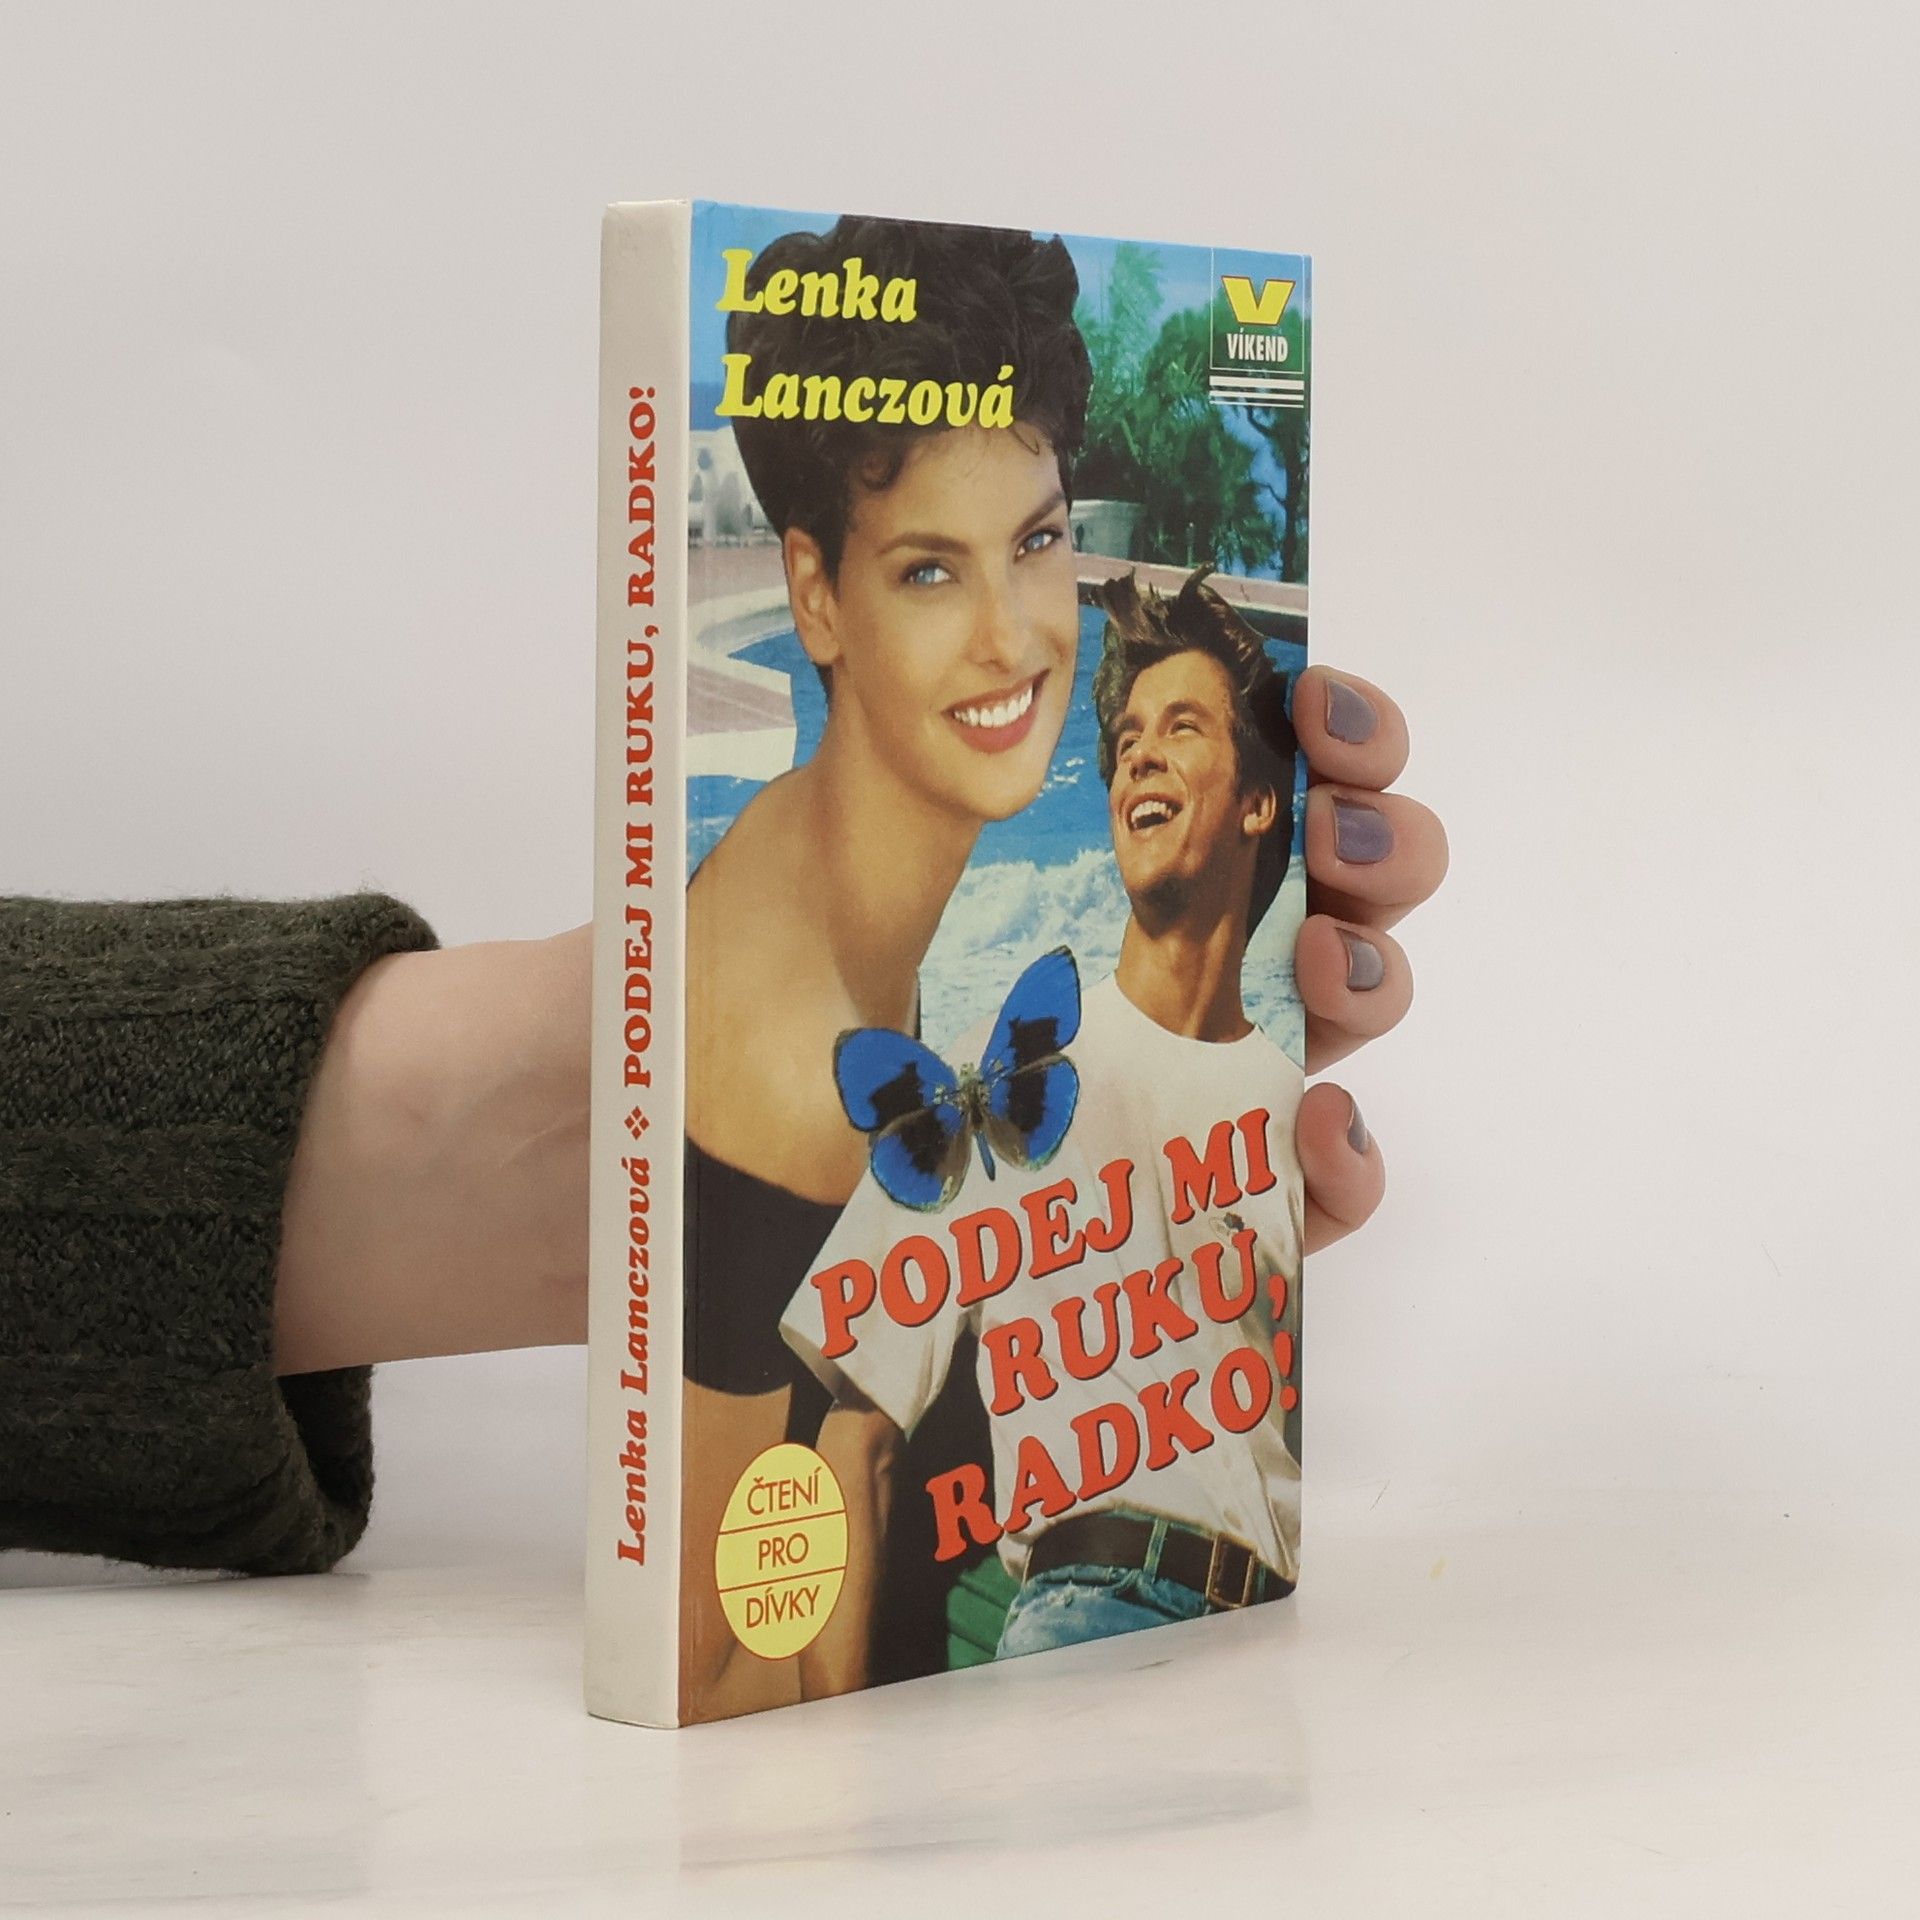 Lenka Lanczová ❖ PODEJ MI RUKU, RADKO!
Lenka
Lanczová
V
VÍKEND
PODEJ MI
RUKU,
RADKO!
ČTENÍ
PRO
DÍVKY